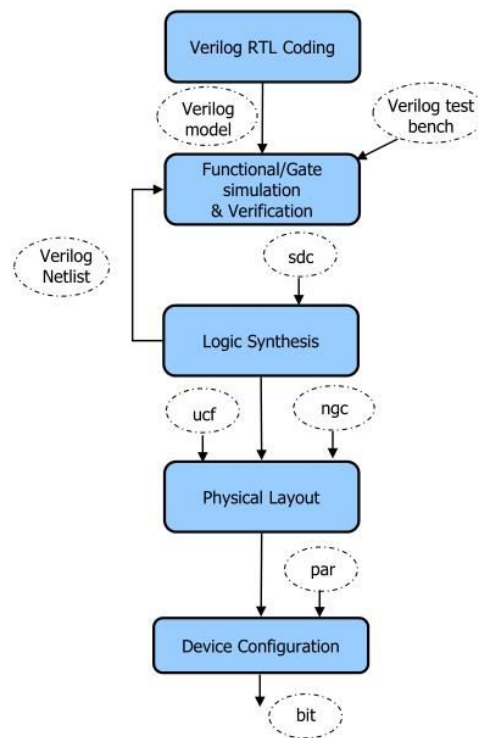 Verilog RTL Coding
Verilog
model
Verilog test
bench
Functional/Gate
simulation
& Verification
Verilog
Netlist
sdc
Logic Synthesis
ucf
ngc
Physical Layout
par
Device Configuration
bit